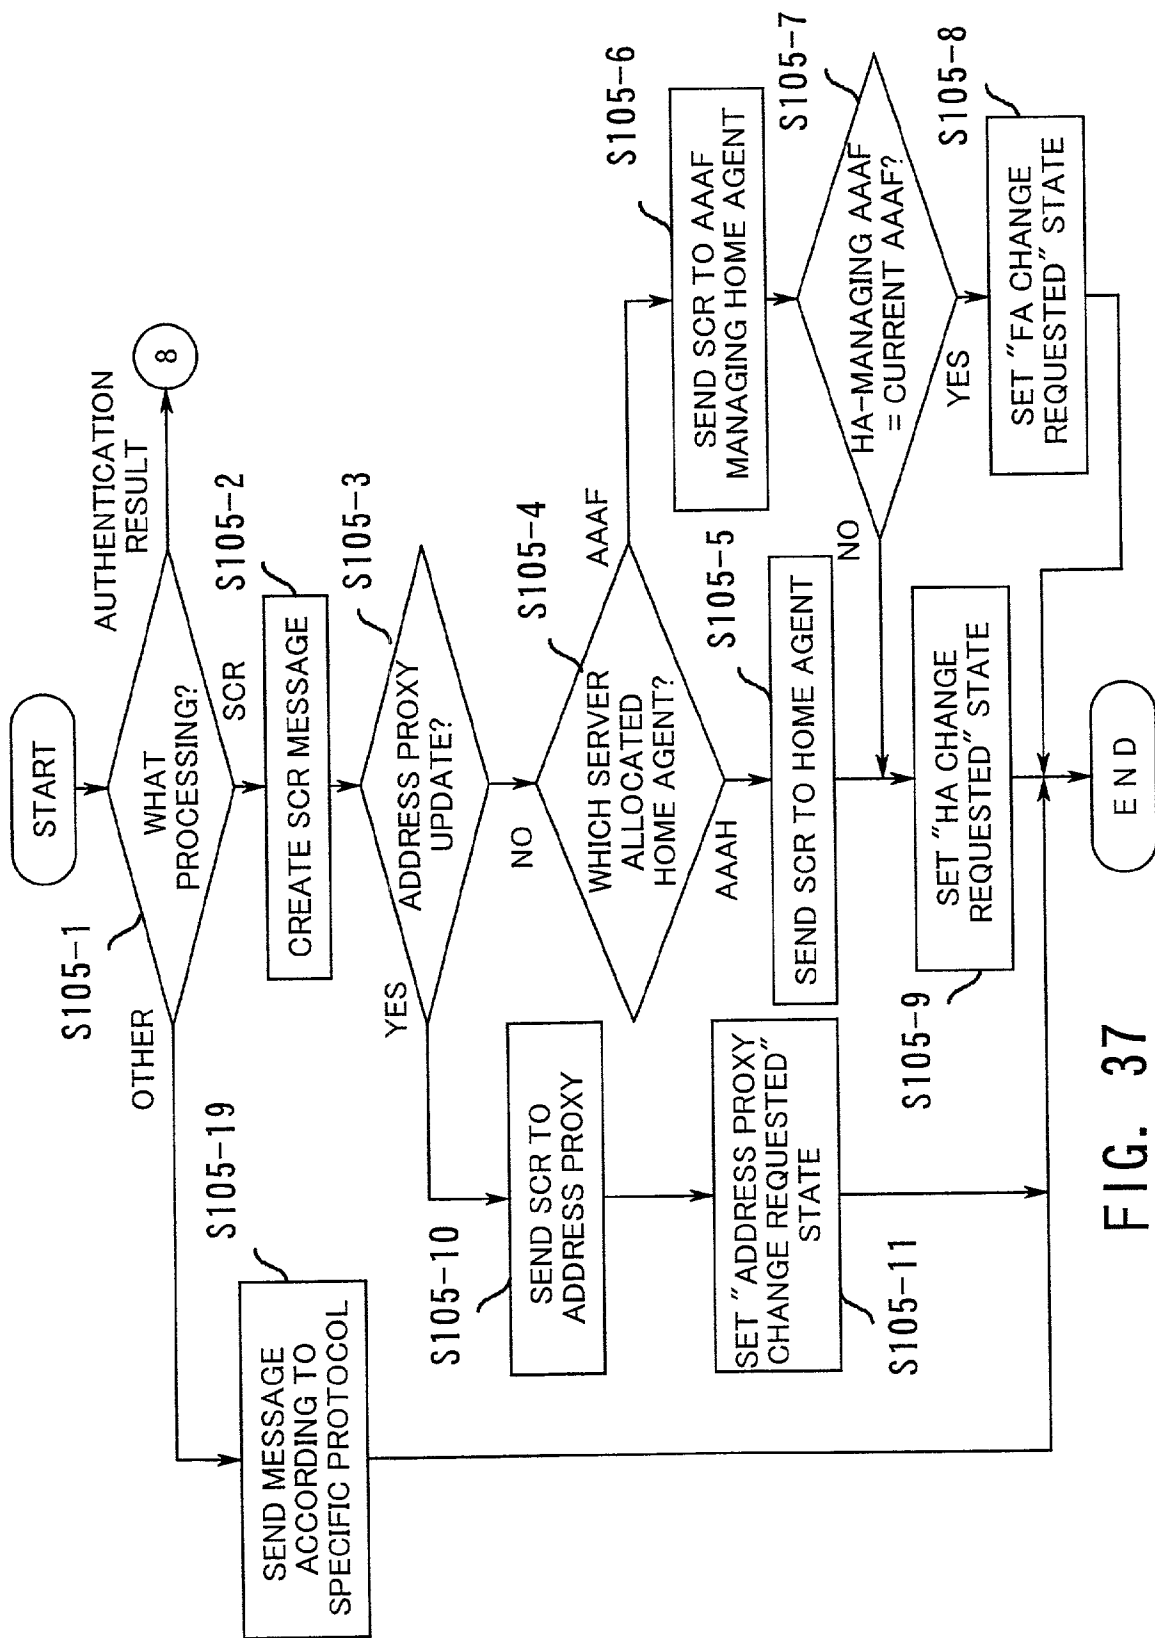 START
S105-1
WHAT
PROCESSING?
AUTHENTICATION
RESULT
8
OTHER
SCR
S105-2
CREATE SCR MESSAGE
S105-19
SEND MESSAGE
ACCORDING TO
SPECIFIC PROTOCOL
S105-3
ADDRESS PROXY
UPDATE?
YES
NO
S105-10
SEND SCR TO
ADDRESS PROXY
S105-4
WHICH SERVER
ALLOCATED
HOME AGENT?
AAAF
AAAH
S105-6
SEND SCR TO AAAF
MANAGING HOME AGENT
SET "ADDRESS PROXY
CHANGE REQUESTED"
STATE
S105-11
S105-5
SEND SCR TO HOME AGENT
S105-7
HA-MANAGING AAAF
= CURRENT AAAF?
NO
YES
S105-9
SET "HA CHANGE
REQUESTED" STATE
S105-8
SET "FA CHANGE
REQUESTED" STATE
END
FIG. 37